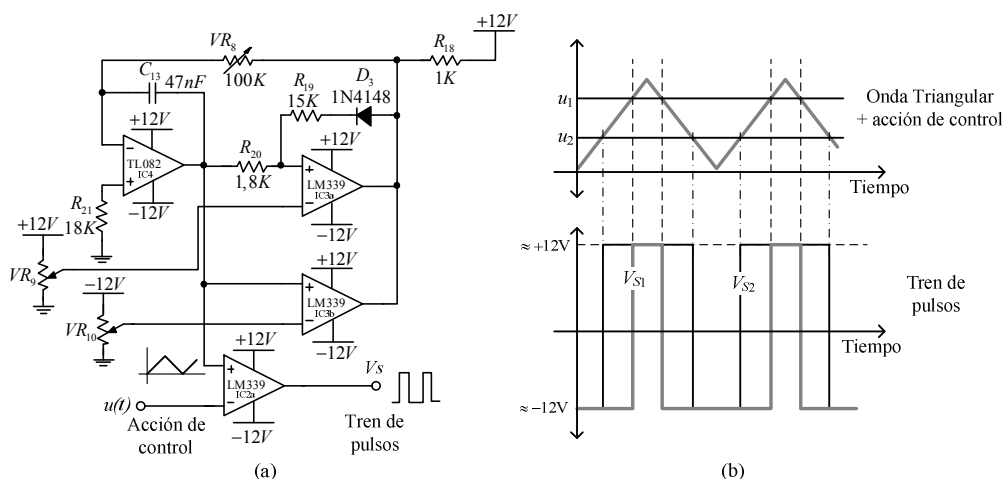 +12V
VR8
R18
100K
1K
C13
47nF
R19
D3
15K
1N4148
+12V
−
TL082
IC4
+
−12V
R20
1,8K
+12V
+
LM339
IC3a
−
−12V
R21
18K
+12V
VR9
−12V
VR10
+12V
+
LM339
IC3b
−
−12V
+12V
+
LM339
IC2a
−
−12V
u(t)
Acción de
control
Vs
Tren de
pulsos
(a)
u1
u2
Onda Triangular
+ acción de control
Tiempo
≈+12V
VS1
VS2
Tren de
pulsos
Tiempo
≈−12V
(b)